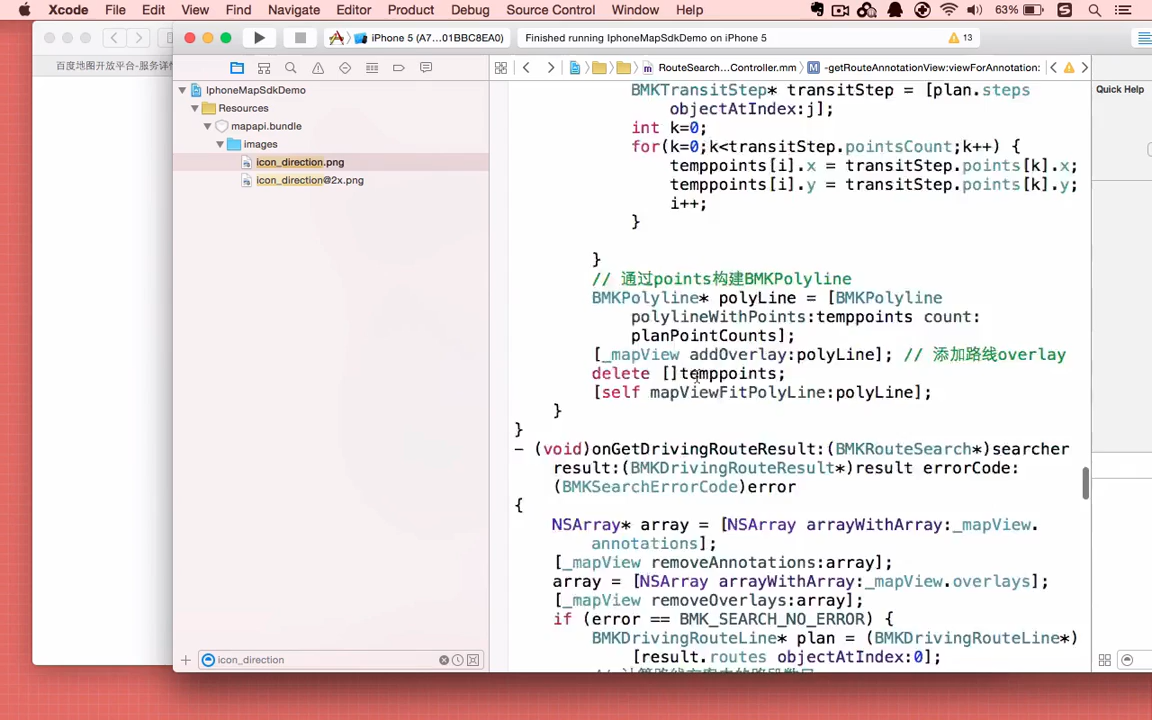 Xcode File Edit View Find Navigate Editor Product Debug Source Control Window Help 63%
iPhone 5 (A7...01BBC8EA0) Finished running IphoneMapSdkDemo on iPhone 5 13
百度地图开放平台-服务详
RouteSearch...Controller.mm -getRouteAnnotationView:viewForAnnotation:
Quick Help
IphoneMapSdkDemo
Resources
mapapi.bundle
images
icon_direction.png
icon_direction@2x.png
BMKTransitStep* transitStep = [plan.steps
objectAtIndex:j];
int k=0;
for(k=0;k<transitStep.pointsCount;k++) {
temppoints[i].x = transitStep.points[k].x;
temppoints[i].y = transitStep.points[k].y;
i++;
}
}
// 通过points构建BMKPolyline
BMKPolyline* polyLine = [BMKPolyline
polylineWithPoints:temppoints count:
planPointCounts];
[_mapView addOverlay:polyLine]; // 添加路线overlay
delete []temppoints;
[self mapViewFitPolyLine:polyLine];
}
}
- (void)onGetDrivingRouteResult:(BMKRouteSearch*)searcher
result:(BMKDrivingRouteResult*)result errorCode:
(BMKSearchErrorCode)error
{
NSArray* array = [NSArray arrayWithArray:_mapView.
annotations];
[_mapView removeAnnotations:array];
array = [NSArray arrayWithArray:_mapView.overlays];
[_mapView removeOverlays:array];
if (error == BMK_SEARCH_NO_ERROR) {
BMKDrivingRouteLine* plan = (BMKDrivingRouteLine*)
[result.routes objectAtIndex:0];
icon_direction